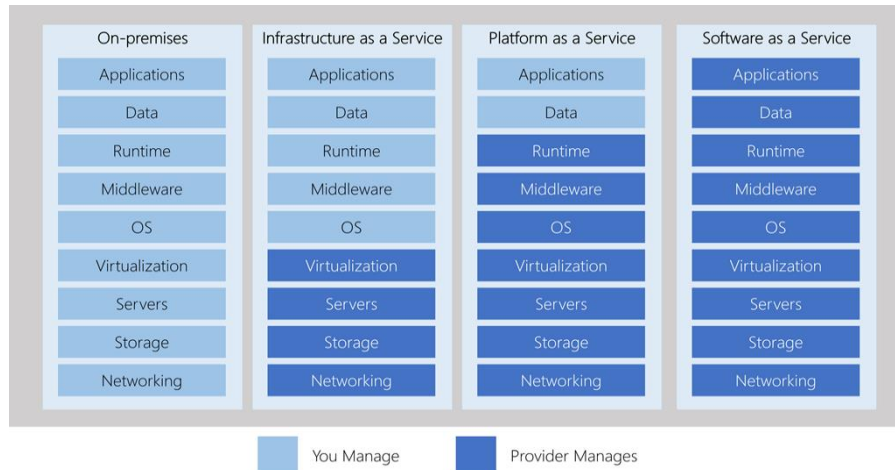 On-premises
Applications
Data
Runtime
Middleware
OS
Virtualization
Servers
Storage
Networking
Infrastructure as a Service
Applications
Data
Runtime
Middleware
OS
Virtualization
Servers
Storage
Networking
Platform as a Service
Applications
Data
Runtime
Middleware
OS
Virtualization
Servers
Storage
Networking
Software as a Service
Applications
Data
Runtime
Middleware
OS
Virtualization
Servers
Storage
Networking
You Manage
Provider Manages